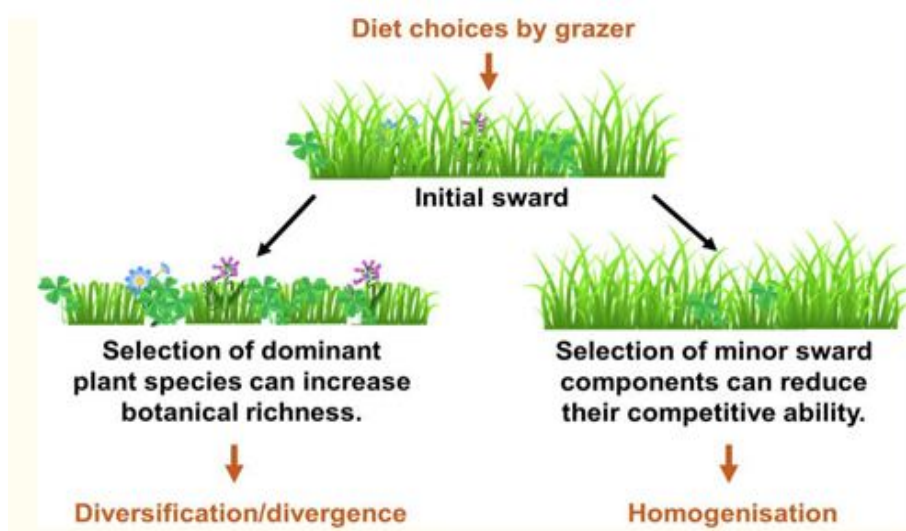 Diet choices by grazer
Initial sward
Selection of dominant
plant species can increase
botanical richness.
Selection of minor sward
components can reduce
their competitive ability.
Diversification/divergence
Homogenisation